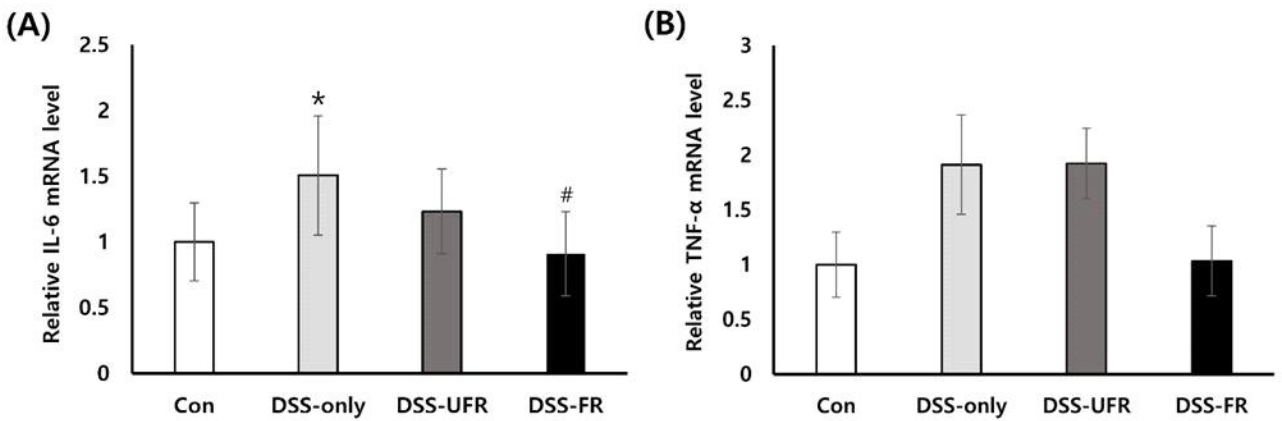 (A)
Relative IL-6 mRNA level
2.5
2
1.5
1
0.5
0
*
#
Con DSS-only DSS-UFR DSS-FR
(B)
Relative TNF-α mRNA level
3
2.5
2
1.5
1
0.5
0
Con DSS-only DSS-UFR DSS-FR